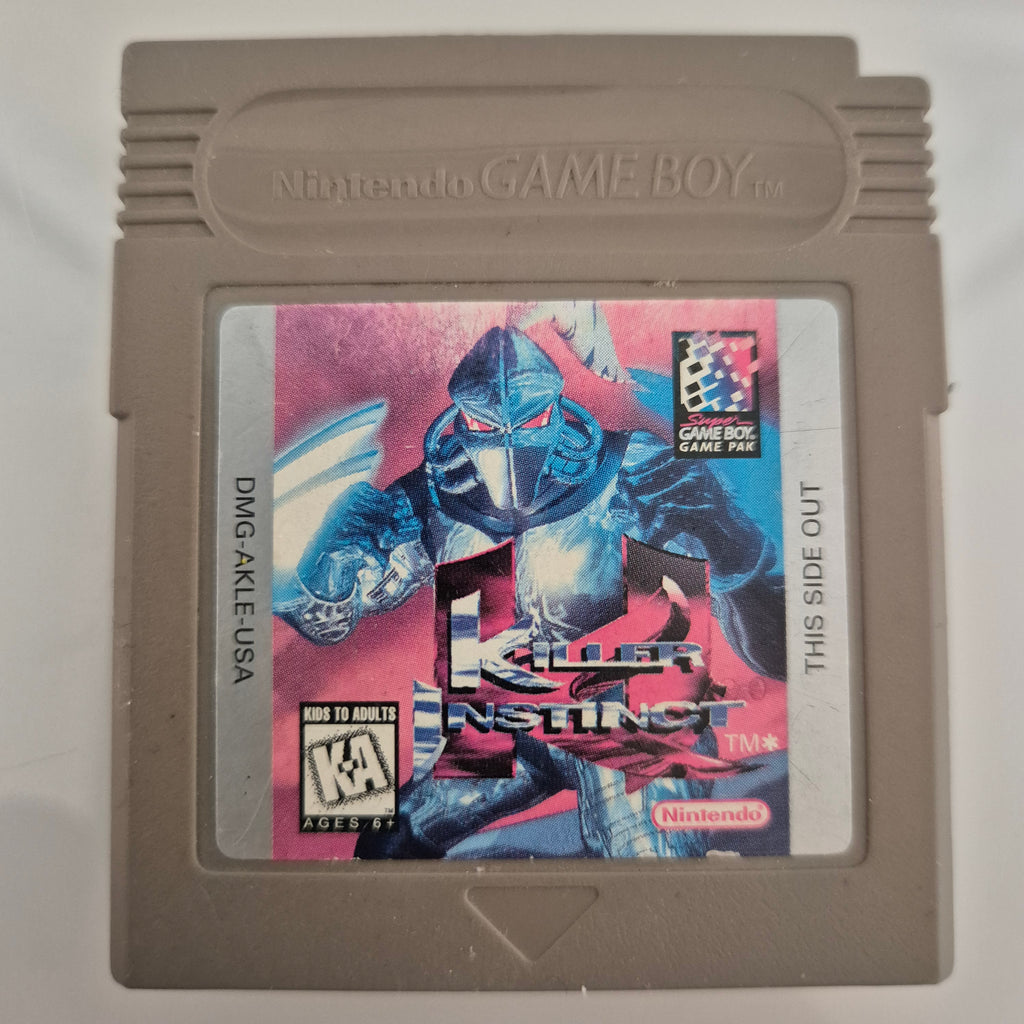 Nintendo GAME BOY TM
Super
GAME BOY®
GAME PAK
DMG-AKLE-USA
THIS SIDE OUT
KILLER
INSTINCT
TM*
KIDS TO ADULTS
KA
TM
AGES 6+
Nintendo®